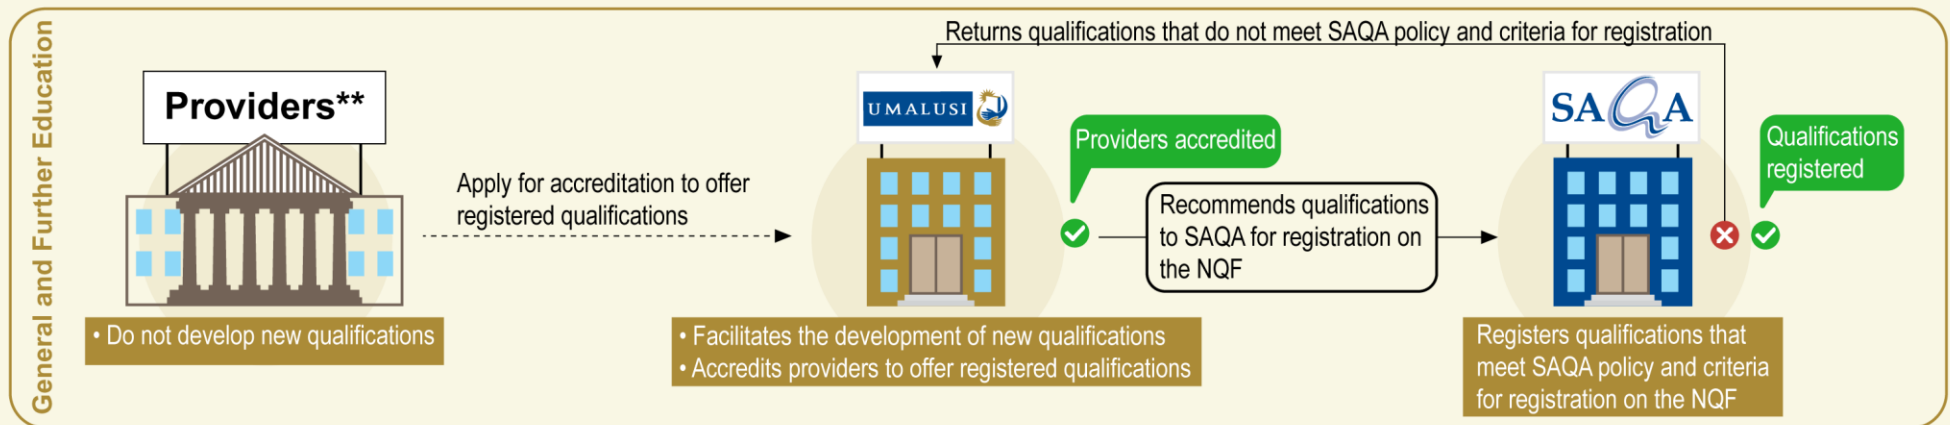 General and Further Education
Returns qualifications that do not meet SAQA policy and criteria for registration
Providers**
UMALUSI
SAQA
Providers accredited
Qualifications
registered
Apply for accreditation to offer
registered qualifications
Recommends qualifications
to SAQA for registration on
the NQF
• Do not develop new qualifications
• Facilitates the development of new qualifications
• Accredits providers to offer registered qualifications
Registers qualifications that
meet SAQA policy and criteria
for registration on the NQF